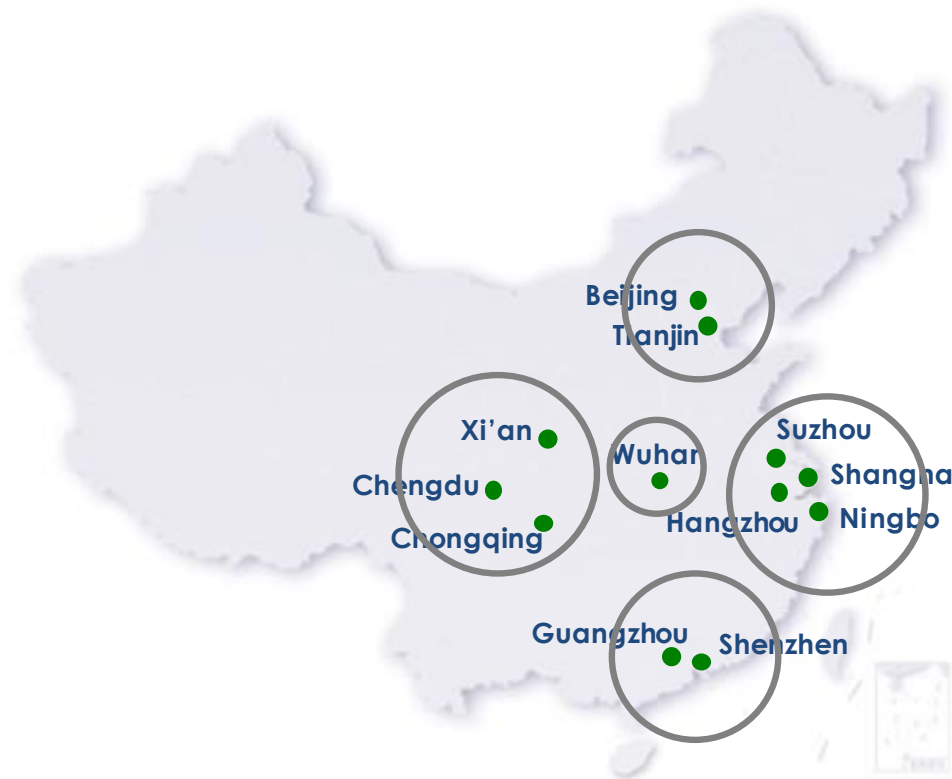 Beijing
Tianjin
Suzhou
Xi’an
Wuhan
Shangha
Chengdu
Hangzhou
Ningbo
Chongqing
Guangzhou
Shenzhen